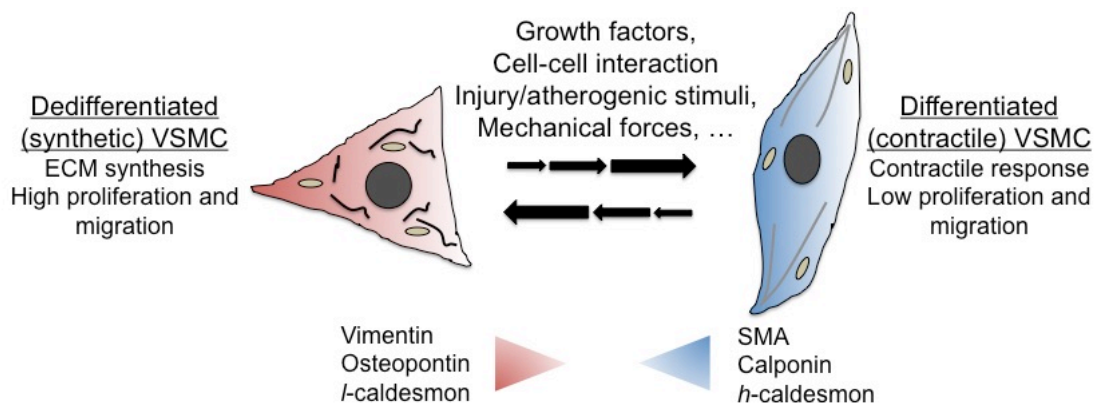 Growth factors,
Cell-cell interaction
Injury/atherogenic stimuli,
Mechanical forces, …
Dedifferentiated
(synthetic) VSMC
ECM synthesis
High proliferation and
migration
Differentiated
(contractile) VSMC
Contractile response
Low proliferation and
migration
Vimentin
Osteopontin
l-caldesmon
SMA
Calponin
h-caldesmon